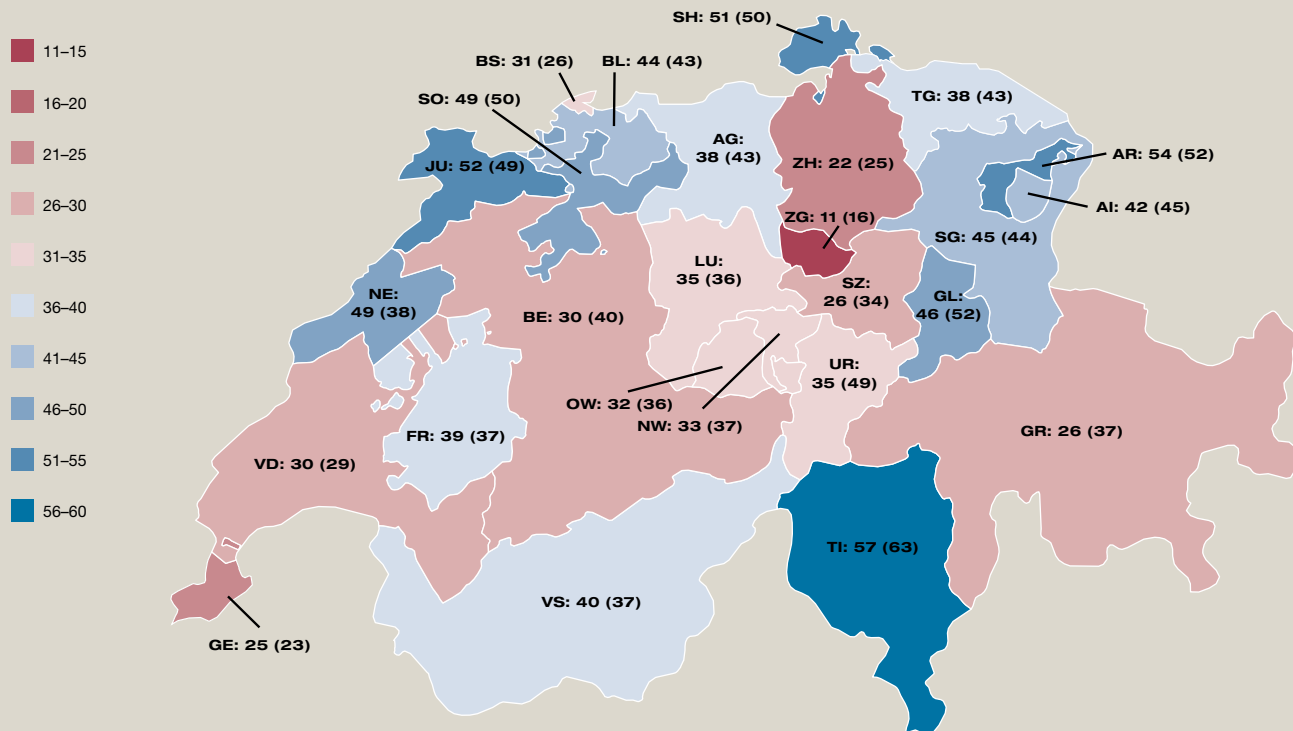 11–15
16–20
21–25
26–30
31–35
36–40
41–45
46–50
51–55
56–60
SH: 51 (50)
BS: 31 (26)
BL: 44 (43)
SO: 49 (50)
TG: 38 (43)
AG:
38 (43)
JU: 52 (49)
ZH: 22 (25)
AR: 54 (52)
AI: 42 (45)
ZG: 11 (16)
SG: 45 (44)
LU:
35 (36)
SZ:
26 (34)
NE:
49 (38)
GL:
46 (52)
BE: 30 (40)
UR:
35 (49)
OW: 32 (36)
NW: 33 (37)
FR: 39 (37)
GR: 26 (37)
VD: 30 (29)
TI: 57 (63)
VS: 40 (37)
GE: 25 (23)